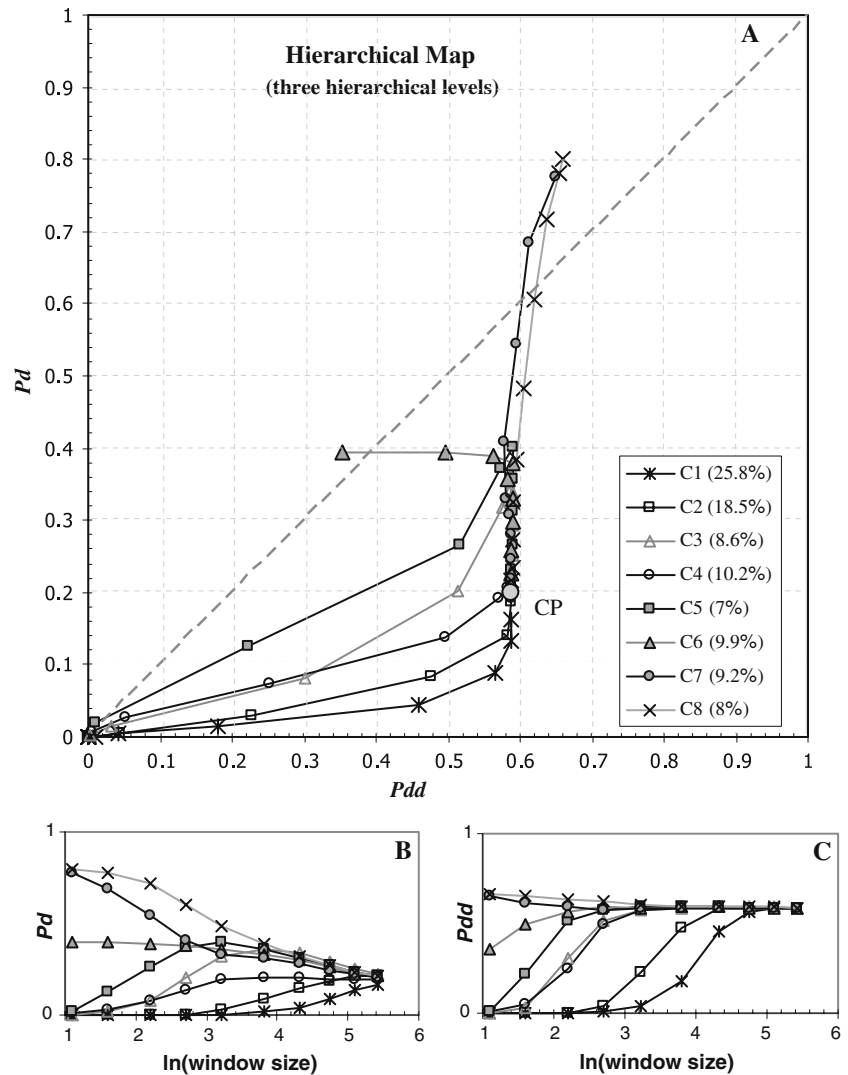 1
A
Hierarchical Map
(three hierarchical levels)
0.9
0.8
0.7
0.6
0.5
Pd
0.4
C1 (25.8%)
C2 (18.5%)
0.3
C3 (8.6%)
C4 (10.2%)
0.2
CP
C5 (7%)
C6 (9.9%)
0.1
C7 (9.2%)
C8 (8%)
0
0 0.1 0.2 0.3 0.4 0.5 0.6 0.7 0.8 0.9 1
Pdd
1
B
Pd
0
1 2 3 4 5 6
ln(window size)
1
C
Pdd
0
1 2 3 4 5 6
ln(window size)